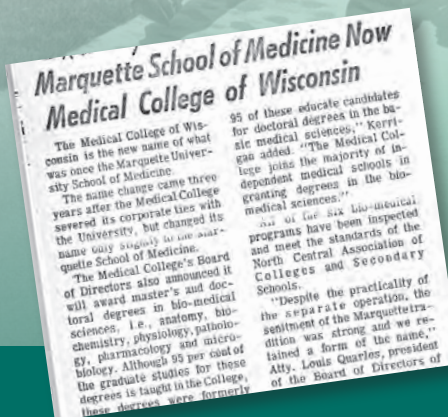 Marquette School of Medicine Now
Medical College of Wisconsin
The Medical College of Wis-
consin is the new name of what
was once the Marquette Univer-
sity School of Medicine.
The name change came three
years after the Medical College
severed its corporate ties with
the University, but changed its
name only slightly to the Mar-
quette School of Medicine.
The Medical College's Board
of Directors also announced it
will award master's and doc-
toral degrees in bio-medical
sciences, i.e., anatomy, bio-
chemistry, physiology, patholo-
gy, pharmacology and micro-
biology. Although 95 per cent of
the graduate studies for these
degrees is taught in the College,
these degrees were formerly
95 of these educate candidates
for doctoral degrees in the ba-
sic medical sciences," Kerri-
gan added. "The Medical Col-
lege joins the majority of in-
dependent medical schools in
granting degrees in the bio-
medical sciences."
All of the six bio-medical
programs have been inspected
and meet the standards of the
North Central Association of
Colleges and Secondary
Schools.
"Despite the practicality of
the separate operation, the
senitment of the Marquette tra-
dition was strong and we re-
tained a form of the name,"
Atty. Louis Quarles, president
of the Board of Directors of